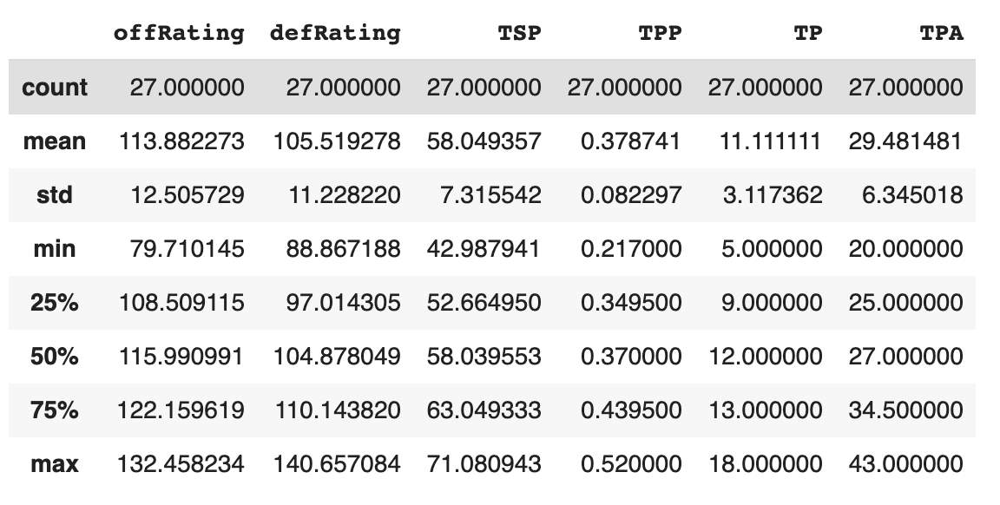 offRating defRating TSP TPP TP TPA
count 27.000000 27.000000 27.000000 27.000000 27.000000 27.000000
mean 113.882273 105.519278 58.049357 0.378741 11.111111 29.481481
std 12.505729 11.228220 7.315542 0.082297 3.117362 6.345018
min 79.710145 88.867188 42.987941 0.217000 5.000000 20.000000
25% 108.509115 97.014305 52.664950 0.349500 9.000000 25.000000
50% 115.990991 104.878049 58.039553 0.370000 12.000000 27.000000
75% 122.159619 110.143820 63.049333 0.439500 13.000000 34.500000
max 132.458234 140.657084 71.080943 0.520000 18.000000 43.000000